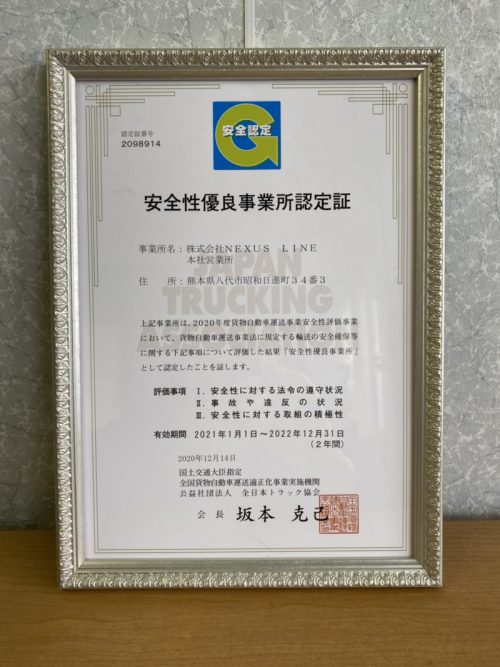 認定証番号
2098914
安全認定
安全性優良事業所認定証
事業所名：株式会社NEXUS LINE
本社営業所
住　　所：熊本県八代市昭和日進町３４番３
JAPAN
TRUCKING
上記事業所は、2020年度貨物自動車運送事業安全性評価事業
において、貨物自動車運送事業法に規定する輸送の安全確保等
に関する下記事項について評価した結果「安全性優良事業所」
として認定したことを証します。
評価事項　Ⅰ．安全性に対する法令の遵守状況
Ⅱ．事故や違反の状況
Ⅲ．安全性に対する取組の積極性
有効期間　2021年1月1日～2022年12月31日
（２年間）
2020年12月14日
国土交通大臣指定
全国貨物自動車運送適正化事業実施機関
公益社団法人　全日本トラック協会
会長　坂本　克己